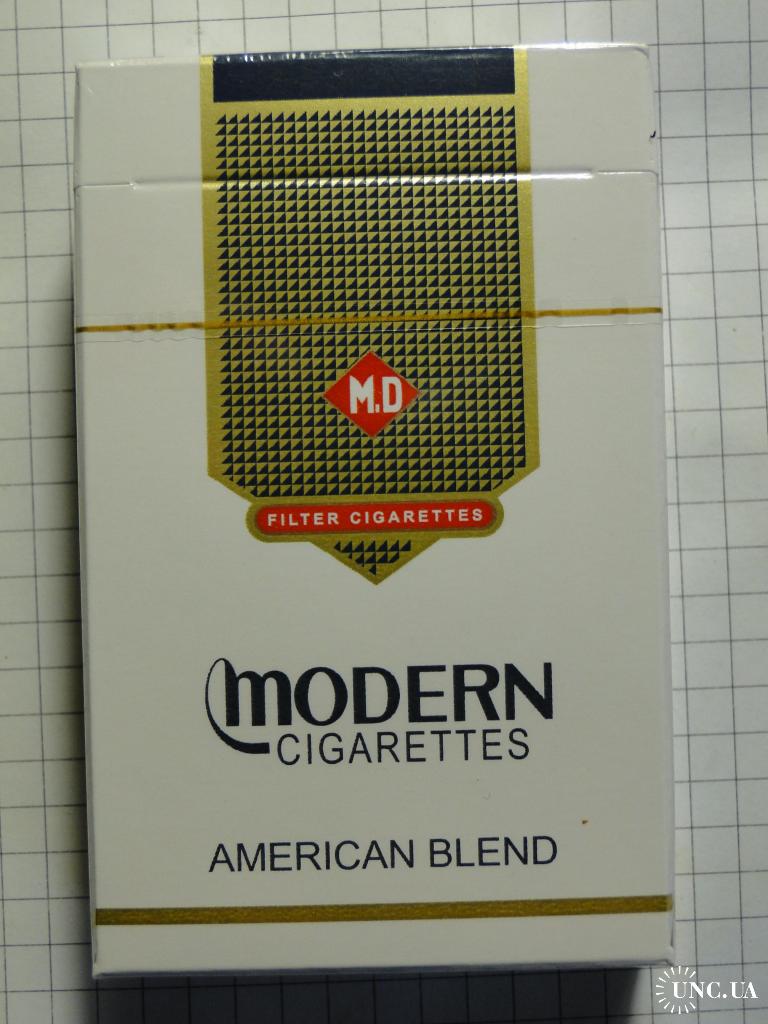 M.D
FILTER CIGARETTES
MODERN
CIGARETTES
AMERICAN BLEND
UNC.UA